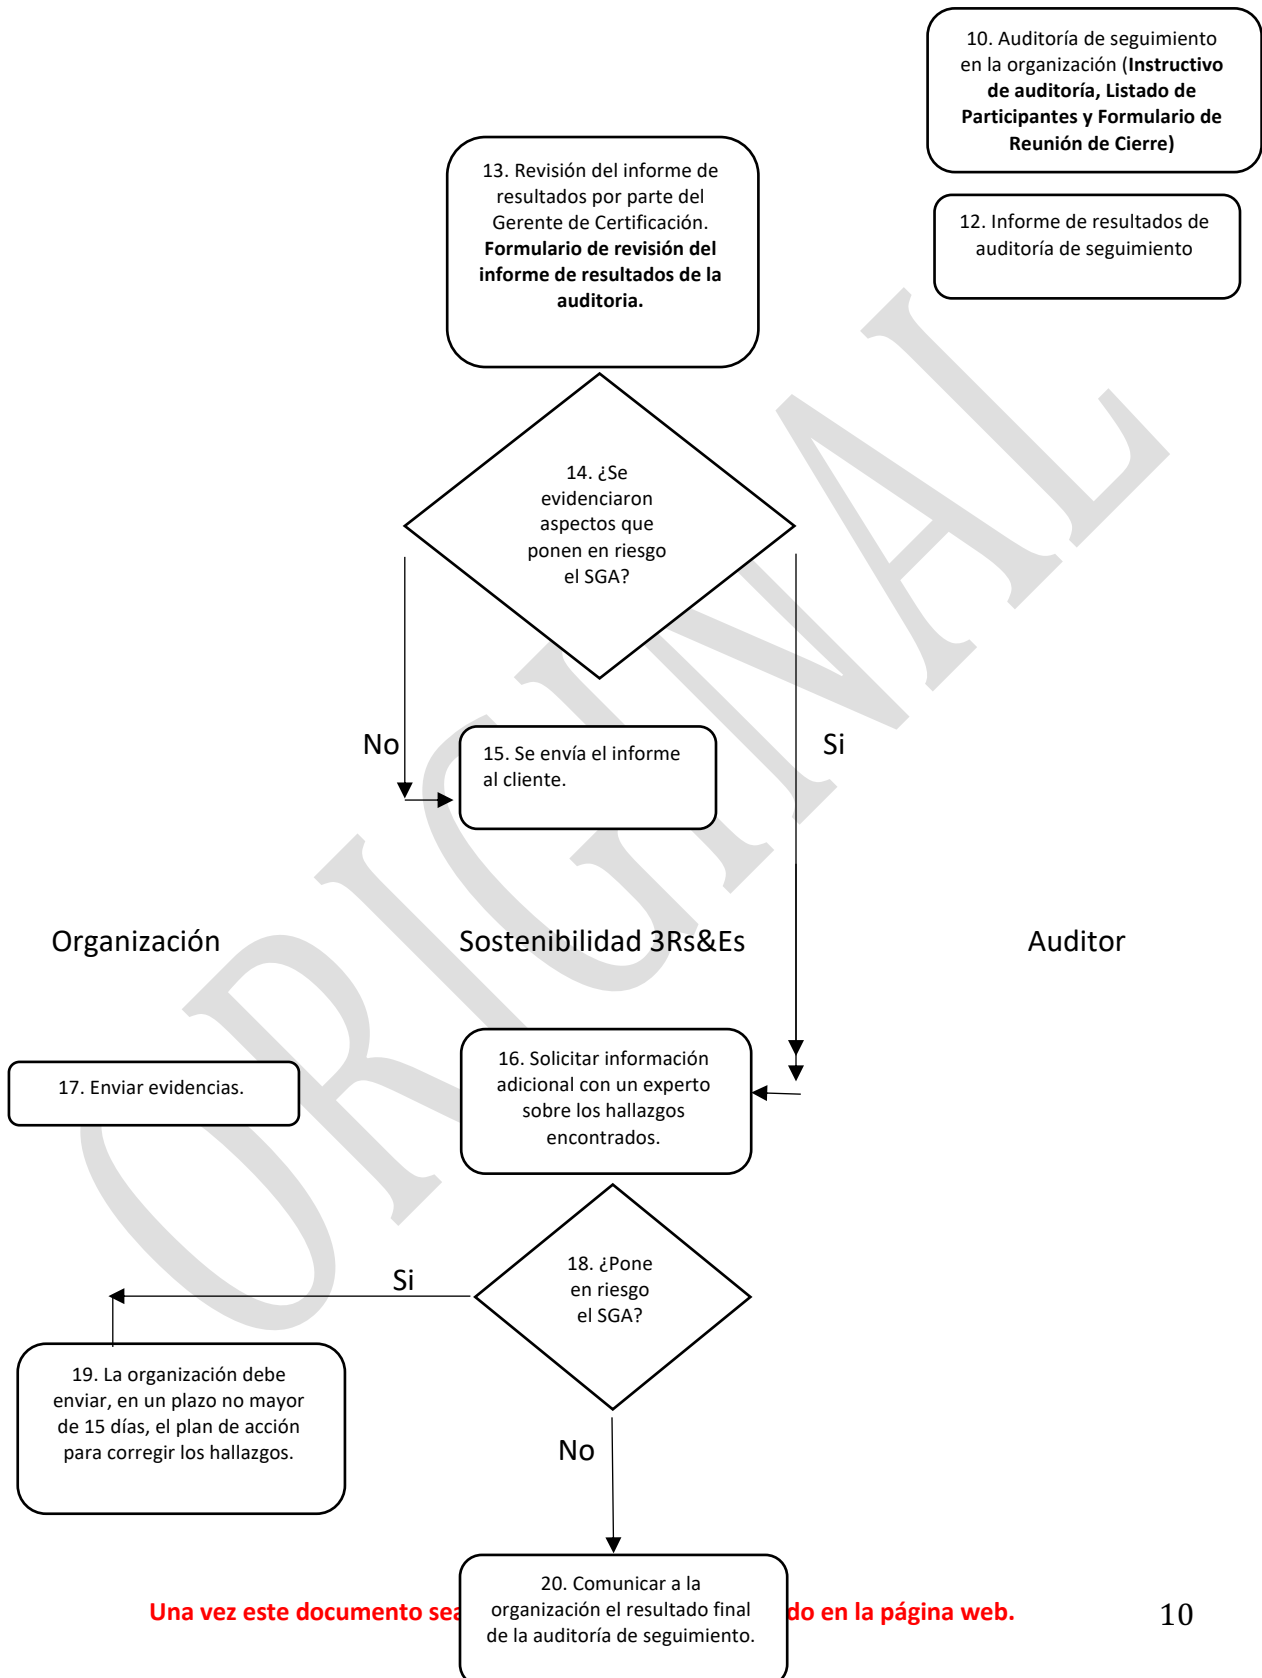 10. Auditoría de seguimiento
en la organización (Instructivo
de auditoría, Listado de
Participantes y Formulario de
Reunión de Cierre)
12. Informe de resultados de
auditoría de seguimiento
13. Revisión del informe de
resultados por parte del
Gerente de Certificación.
Formulario de revisión del
informe de resultados de la
auditoria.
14. ¿Se
evidenciaron
aspectos que
ponen en riesgo
el SGA?
No
Si
15. Se envía el informe
al cliente.
Organización
Sostenibilidad 3Rs&Es
Auditor
16. Solicitar información
adicional con un experto
sobre los hallazgos
encontrados.
17. Enviar evidencias.
18. ¿Pone
en riesgo
el SGA?
Si
19. La organización debe
enviar, en un plazo no mayor
de 15 días, el plan de acción
para corregir los hallazgos.
No
20. Comunicar a la
organización el resultado final
de la auditoría de seguimiento.
Una vez este documento sea
do en la página web.
10
ORIGINAL